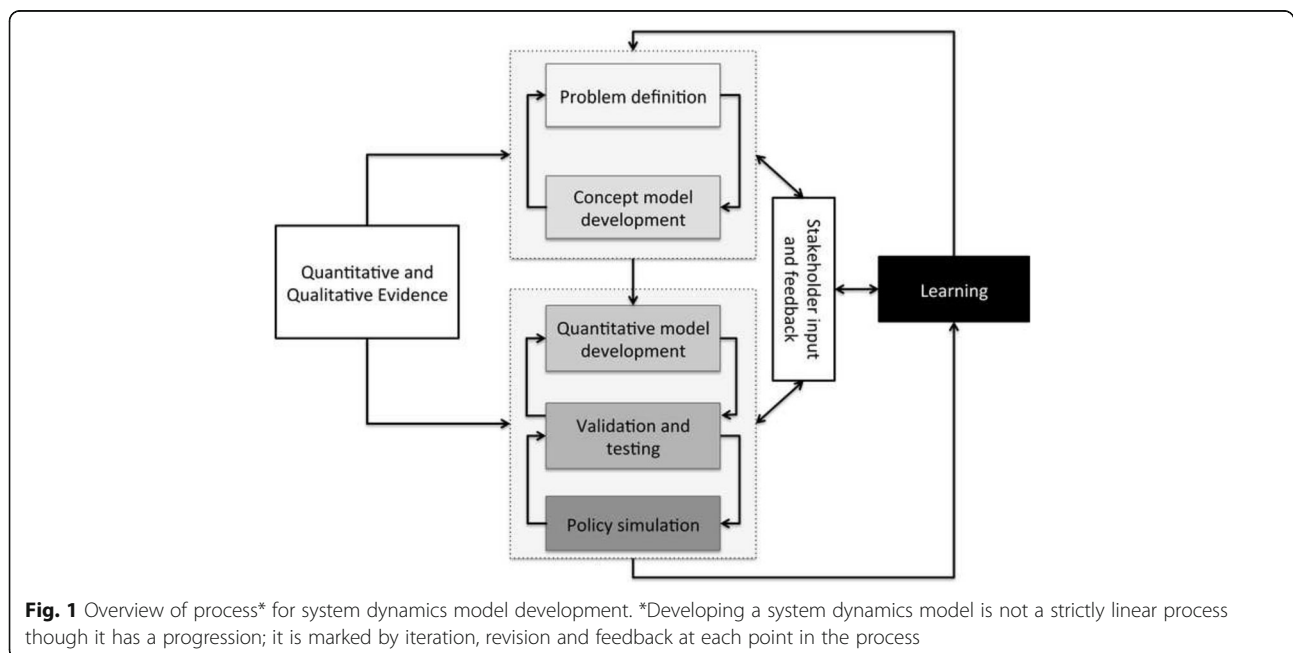 Problem definition
Concept model
development
Quantitative and
Qualitative Evidence
Stakeholder input
and feedback
Learning
Quantitative model
development
Validation and
testing
Policy simulation
Fig. 1 Overview of process* for system dynamics model development. *Developing a system dynamics model is not a strictly linear process
though it has a progression; it is marked by iteration, revision and feedback at each point in the process